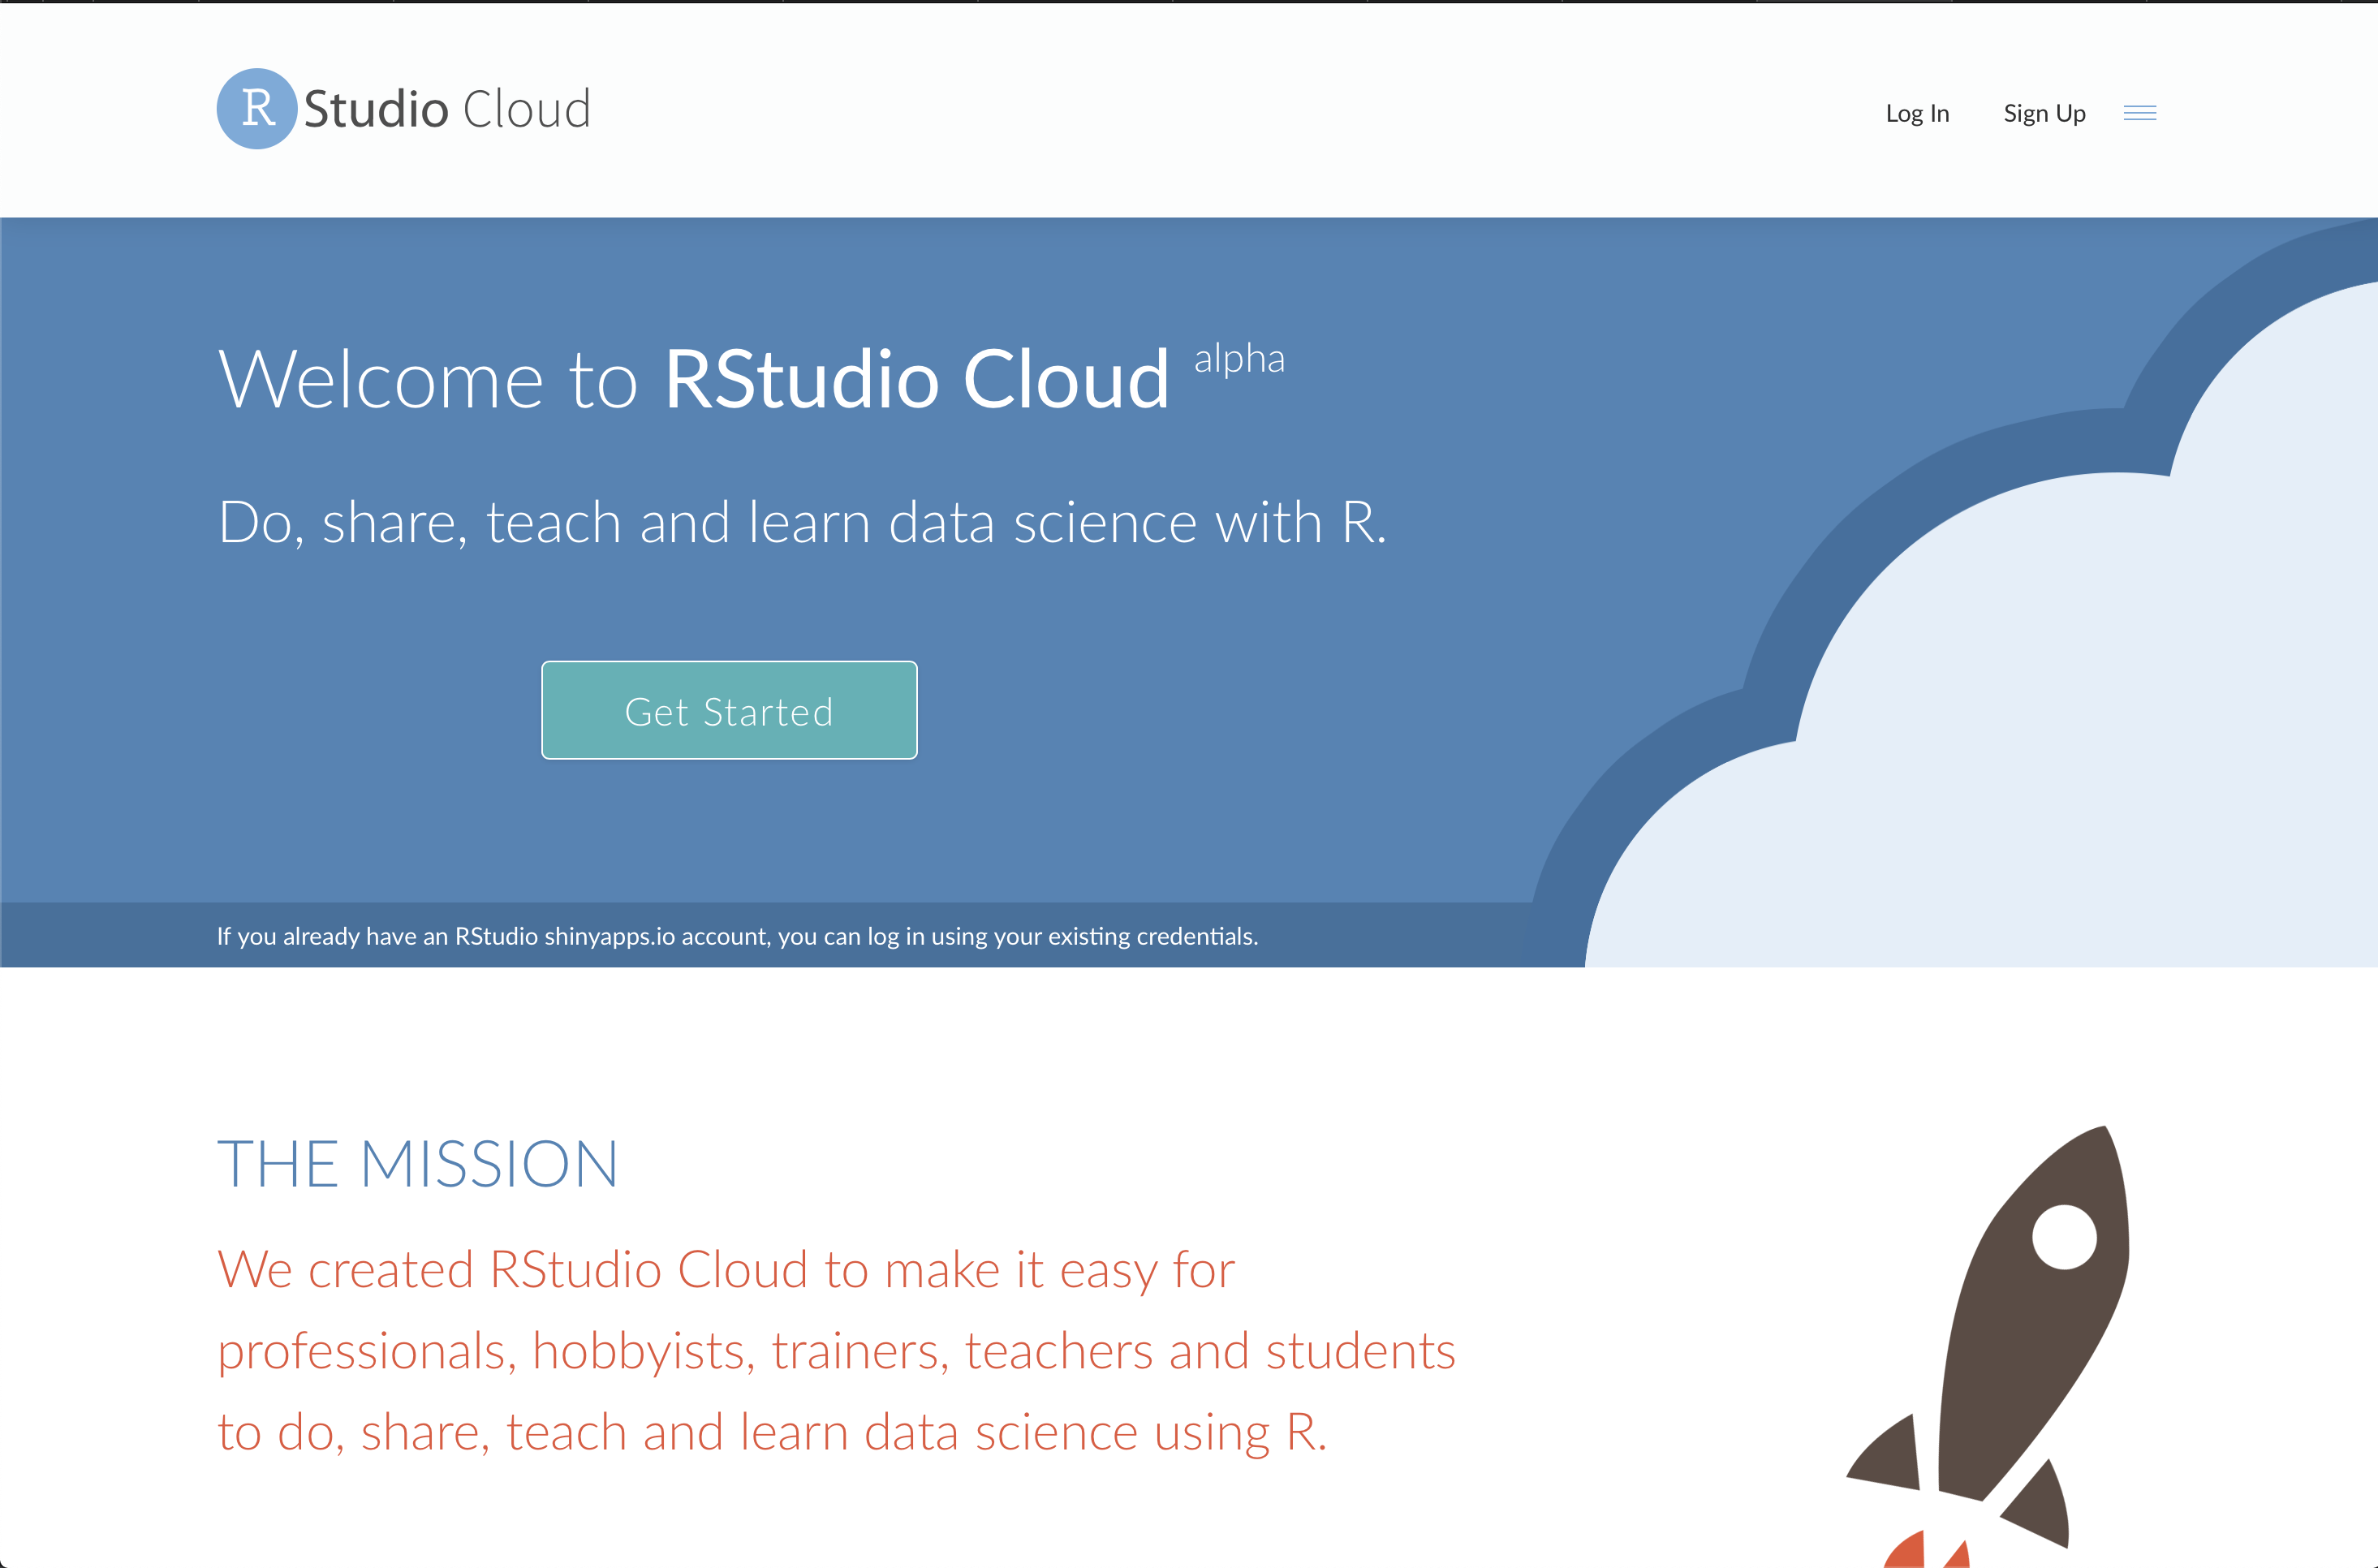 RStudio Cloud
Log In
Sign Up
Welcome to RStudio Cloud alpha
Do, share, teach and learn data science with R.
Get Started
If you already have an RStudio shinyapps.io account, you can log in using your existing credentials.
THE MISSION
We created RStudio Cloud to make it easy for
professionals, hobbyists, trainers, teachers and students
to do, share, teach and learn data science using R.